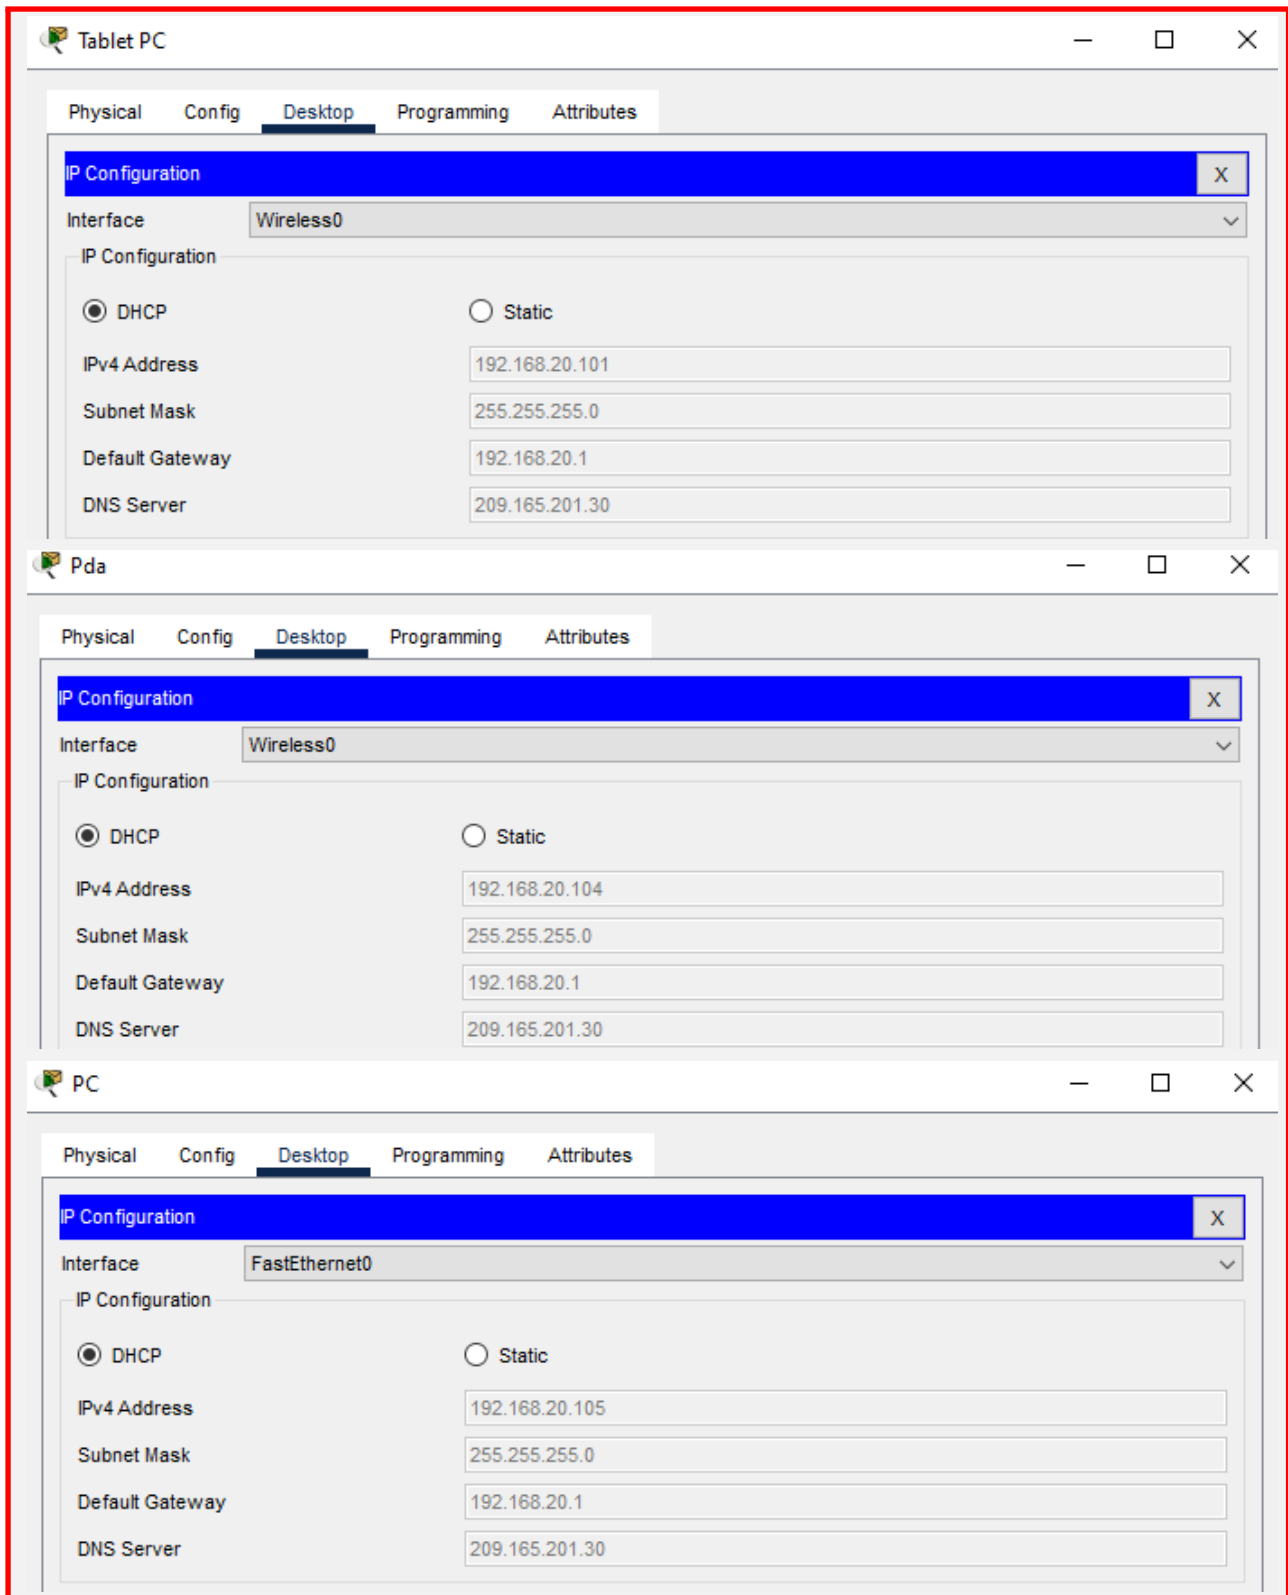 Tablet PC
Physical Config Desktop Programming Attributes
IP Configuration X
Interface Wireless0
IP Configuration
DHCP Static
IPv4 Address 192.168.20.101
Subnet Mask 255.255.255.0
Default Gateway 192.168.20.1
DNS Server 209.165.201.30
Pda
Physical Config Desktop Programming Attributes
IP Configuration X
Interface Wireless0
IP Configuration
DHCP Static
IPv4 Address 192.168.20.104
Subnet Mask 255.255.255.0
Default Gateway 192.168.20.1
DNS Server 209.165.201.30
PC
Physical Config Desktop Programming Attributes
IP Configuration X
Interface FastEthernet0
IP Configuration
DHCP Static
IPv4 Address 192.168.20.105
Subnet Mask 255.255.255.0
Default Gateway 192.168.20.1
DNS Server 209.165.201.30